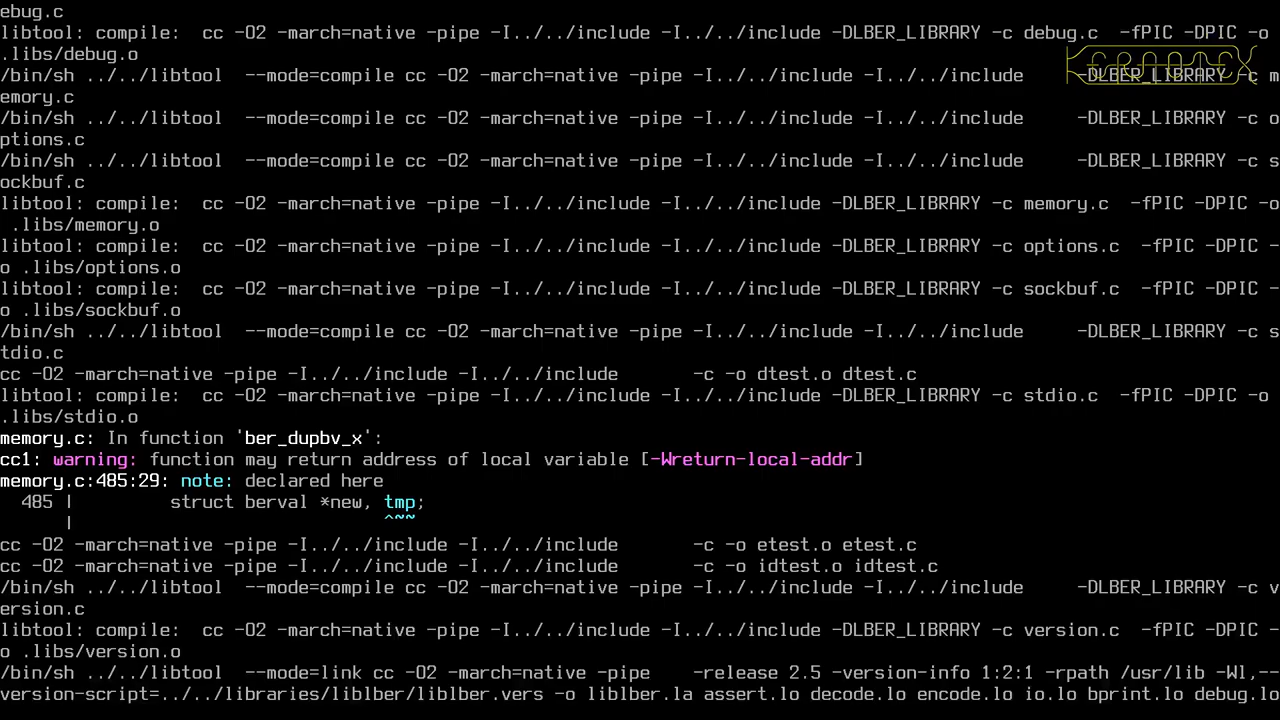 ebug.c
libtool: compile:  cc -O2 -march=native -pipe -I../../include -I../../include -DLBER_LIBRARY -c debug.c  -fPIC -DPIC -o
.libs/debug.o
/bin/sh ../../libtool  --mode=compile cc -O2 -march=native -pipe -I../../include -I../../include     -DLBER_LIBRARY -c m
emory.c
/bin/sh ../../libtool  --mode=compile cc -O2 -march=native -pipe -I../../include -I../../include     -DLBER_LIBRARY -c o
ptions.c
/bin/sh ../../libtool  --mode=compile cc -O2 -march=native -pipe -I../../include -I../../include     -DLBER_LIBRARY -c s
ockbuf.c
libtool: compile:  cc -O2 -march=native -pipe -I../../include -I../../include -DLBER_LIBRARY -c memory.c  -fPIC -DPIC -o
 .libs/memory.o
libtool: compile:  cc -O2 -march=native -pipe -I../../include -I../../include -DLBER_LIBRARY -c options.c  -fPIC -DPIC -
o .libs/options.o
libtool: compile:  cc -O2 -march=native -pipe -I../../include -I../../include -DLBER_LIBRARY -c sockbuf.c  -fPIC -DPIC -
o .libs/sockbuf.o
/bin/sh ../../libtool  --mode=compile cc -O2 -march=native -pipe -I../../include -I../../include     -DLBER_LIBRARY -c s
tdio.c
cc -O2 -march=native -pipe -I../../include -I../../include       -c -o dtest.o dtest.c
libtool: compile:  cc -O2 -march=native -pipe -I../../include -I../../include -DLBER_LIBRARY -c stdio.c  -fPIC -DPIC -o
.libs/stdio.o
memory.c: In function 'ber_dupbv_x':
cc1: warning: function may return address of local variable [-Wreturn-local-addr]
memory.c:485:29: note: declared here
  485 |         struct berval *new, tmp;
      |                             ^~~
cc -O2 -march=native -pipe -I../../include -I../../include       -c -o etest.o etest.c
cc -O2 -march=native -pipe -I../../include -I../../include       -c -o idtest.o idtest.c
/bin/sh ../../libtool  --mode=compile cc -O2 -march=native -pipe -I../../include -I../../include     -DLBER_LIBRARY -c v
ersion.c
libtool: compile:  cc -O2 -march=native -pipe -I../../include -I../../include -DLBER_LIBRARY -c version.c  -fPIC -DPIC -
o .libs/version.o
/bin/sh ../../libtool  --mode=link cc -O2 -march=native -pipe    -release 2.5 -version-info 1:2:1 -rpath /usr/lib -Wl,--
version-script=../../libraries/liblber/liblber.vers -o liblber.la assert.lo decode.lo encode.lo io.lo bprint.lo debug.lo